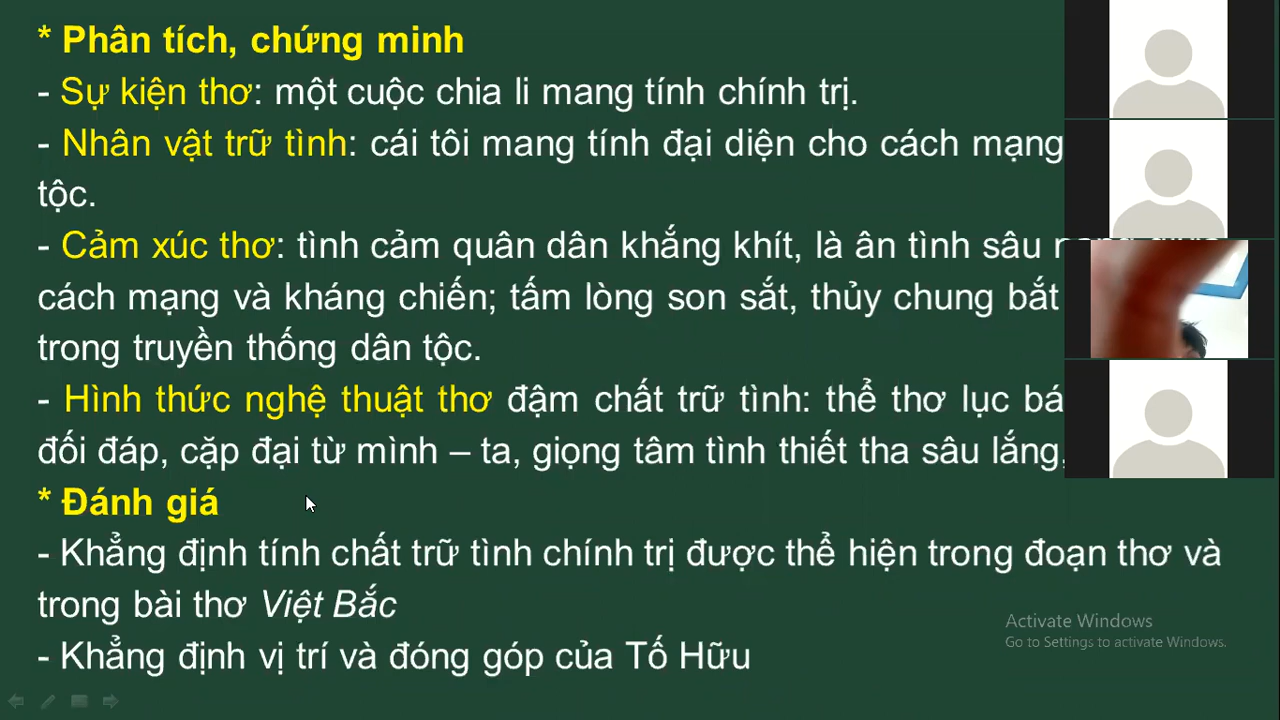 * Phân tích, chứng minh
- Sự kiện thơ: một cuộc chia li mang tính chính trị.
- Nhân vật trữ tình: cái tôi mang tính đại diện cho cách mạng
tộc.
- Cảm xúc thơ: tình cảm quân dân khắng khít, là ân tình sâu
cách mạng và kháng chiến; tấm lòng son sắt, thủy chung bắt
trong truyền thống dân tộc.
- Hình thức nghệ thuật thơ đậm chất trữ tình: thể thơ lục
đối đáp, cặp đại từ mình – ta, giọng tâm tình thiết tha sâu lắng,
* Đánh giá
- Khẳng định tính chất trữ tình chính trị được thể hiện trong đoạn thơ và
trong bài thơ Việt Bắc
- Khẳng định vị trí và đóng góp của Tố Hữu
Activate Windows
Go to Settings to activate Windows.